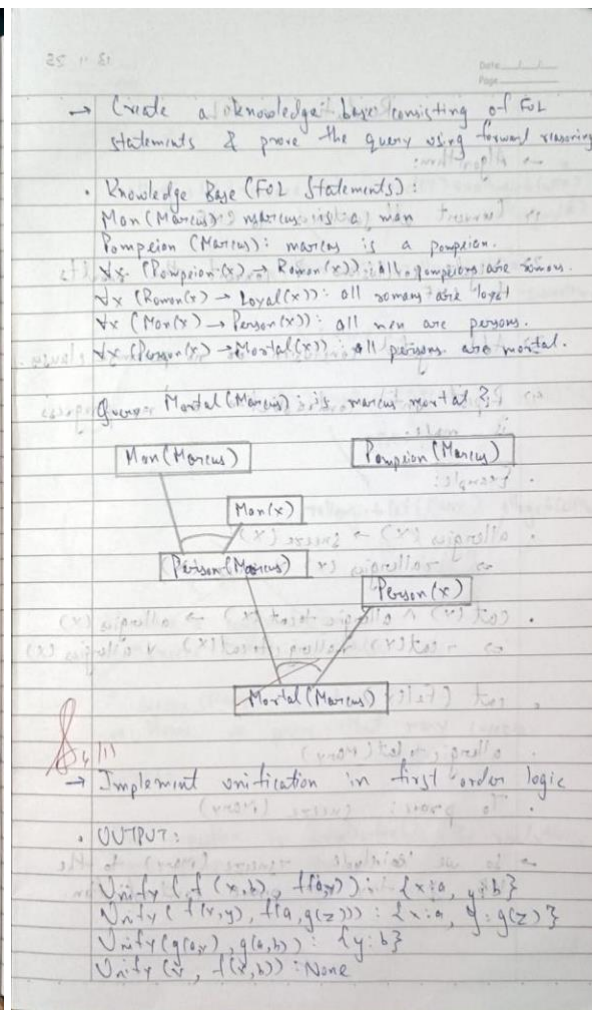 Date
Page
→ Create a knowledge base consisting of FOL
statements & prove the query using forward reasoning
• Knowledge Base (FOL Statements):
Man(Marcus): marcus is a man
Pompeian (Marcus): marcus is a pompeian.
∀x (Pompeian(x) → Roman(x)): all pompeians are romans.
∀x (Roman(x) → Loyal(x)): all romans are loyal
∀x (Man(x) → Person(x)): all men are persons.
∀x (Person(x) → Mortal(x)): all persons are mortal.
Query Mortal(Marcus): is marcus mortal?
Man(Marcus) Pompeian(Marcus)
Man(x)
Person(Marcus)
Person(x)
Mortal(Marcus)
→ Implement unification in first order logic
• OUTPUT:
Unify (f(x,b), f(a,y)): {x:a, y:b}
Unify (f(x,y), f(a,g(z))): {x:a, y:g(z)}
Unify(g(a,y), g(a,b)): {y:b}
Unify (x, f(x,b)): None